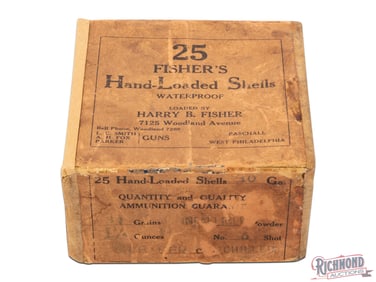 25
FISHER'S
Hand-Loaded Shells
WATERPROOF
LOADED BY
HARRY B. FISHER
7125 Woodland Avenue
Bell Phone, Woodland
L. C. SMITH
A. H. FOX GUNS
PARKER
PASCHALL
WEST PHILADELPHIA
25 Hand-Loaded Shells 10 Ga.
QUANTITY and QUALITY
AMMUNITION GUARA
Grains Powder
Ounces No. Shot
RICHMOND
AUCTIONS